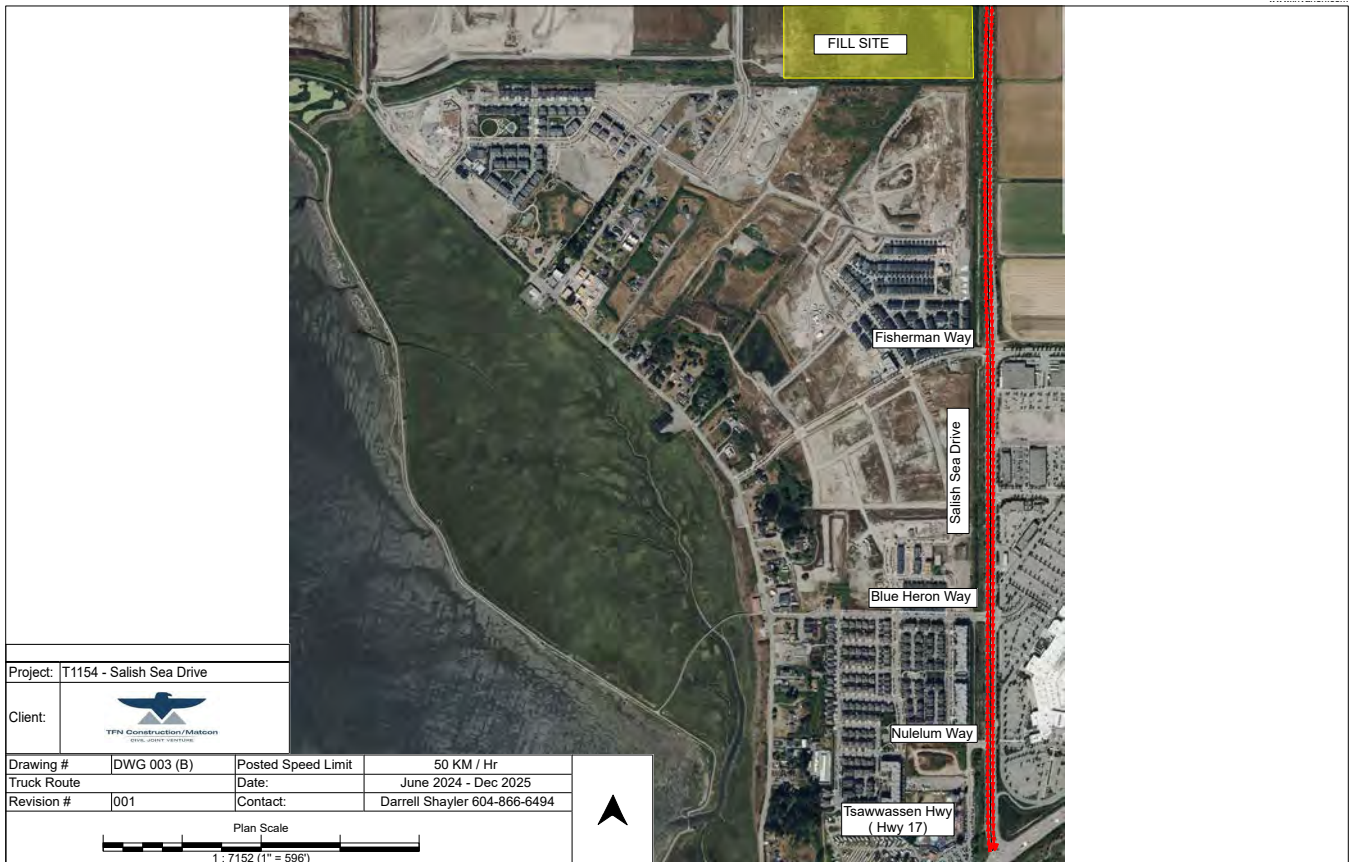 FILL SITE
Fisherman Way
Salish Sea Drive
Blue Heron Way
Nulelum Way
Tsawwassen Hwy
( Hwy 17)
Project: T1154 - Salish Sea Drive
Client:
TFN Construction/Matcon
CIVIL JOINT VENTURE
Drawing # DWG 003 (B) Posted Speed Limit 50 KM / Hr
Truck Route Date: June 2024 - Dec 2025
Revision # 001 Contact: Darrell Shayler 604-866-6494
Plan Scale
1 : 7152 (1" = 596')